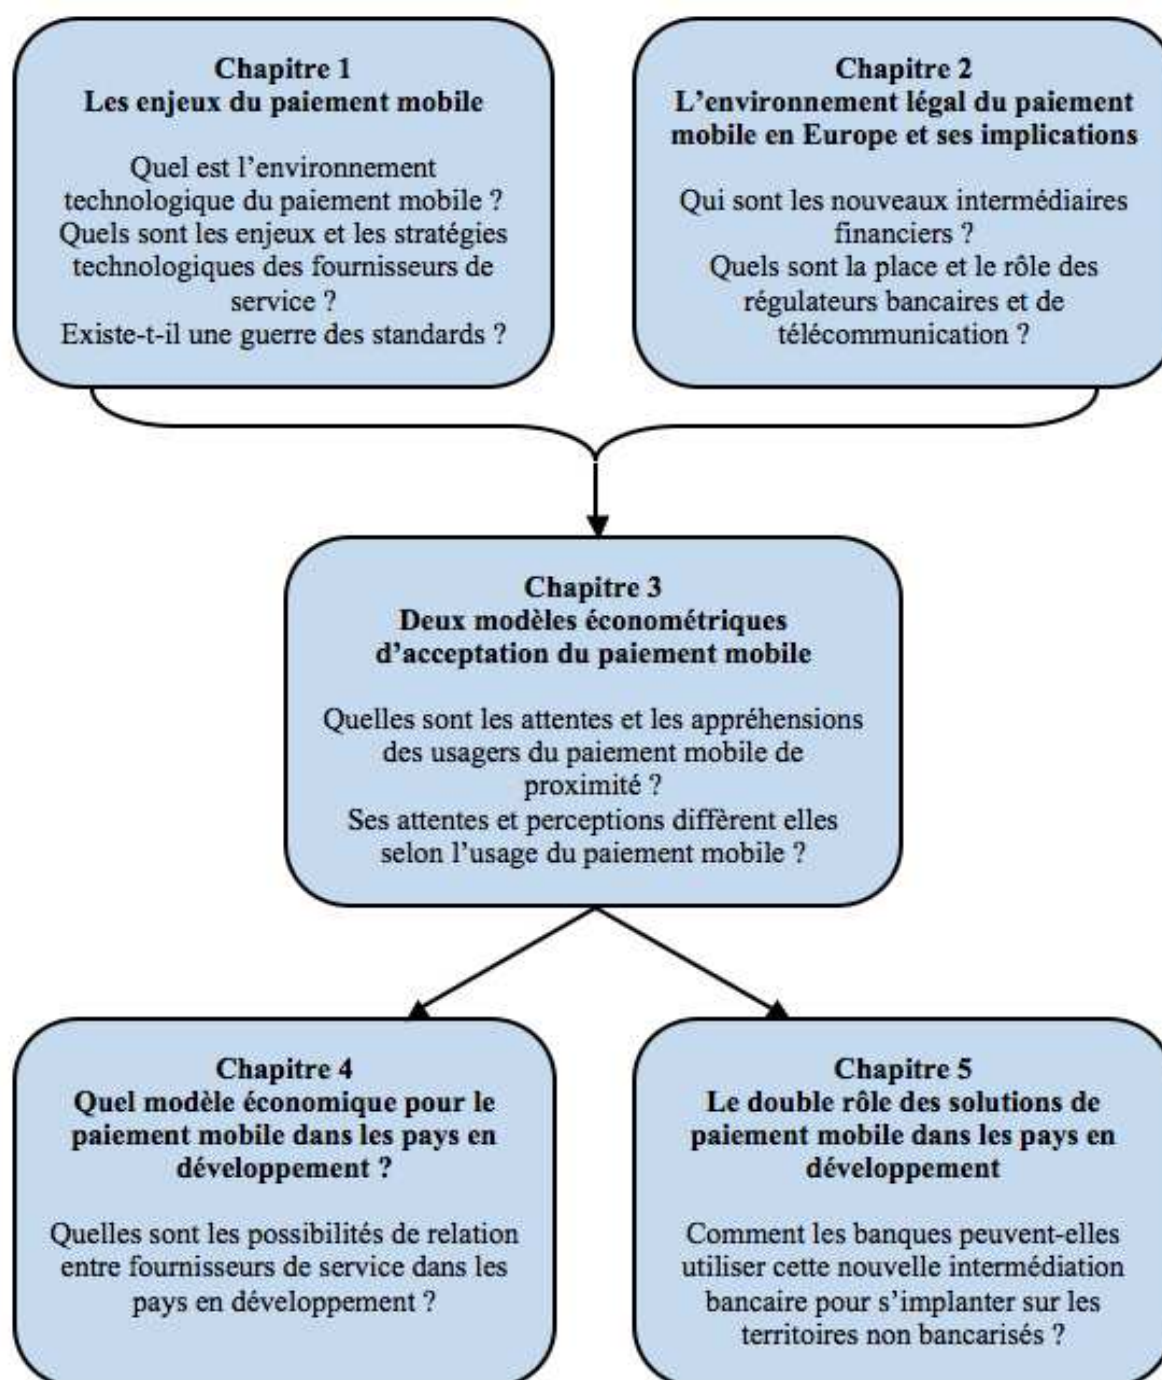 Chapitre 1
Les enjeux du paiement mobile
Quel est l'environnement
technologique du paiement mobile ?
Quels sont les enjeux et les stratégies
technologiques des fournisseurs de
service ?
Existe-t-il une guerre des standards ?
Chapitre 2
L'environnement légal du paiement
mobile en Europe et ses implications
Qui sont les nouveaux intermédiaires
financiers ?
Quels sont la place et le rôle des
régulateurs bancaires et de
télécommunication ?
Chapitre 3
Deux modèles économétriques
d'acceptation du paiement mobile
Quelles sont les attentes et les appréhensions
des usagers du paiement mobile de
proximité ?
Ses attentes et perceptions diffèrent elles
selon l'usage du paiement mobile ?
Chapitre 4
Quel modèle économique pour le
paiement mobile dans les pays en
développement ?
Quelles sont les possibilités de relation
entre fournisseurs de service dans les
pays en développement ?
Chapitre 5
Le double rôle des solutions de
paiement mobile dans les pays en
développement
Comment les banques peuvent-elles
utiliser cette nouvelle intermédiation
bancaire pour s'implanter sur les
territoires non bancarisés ?